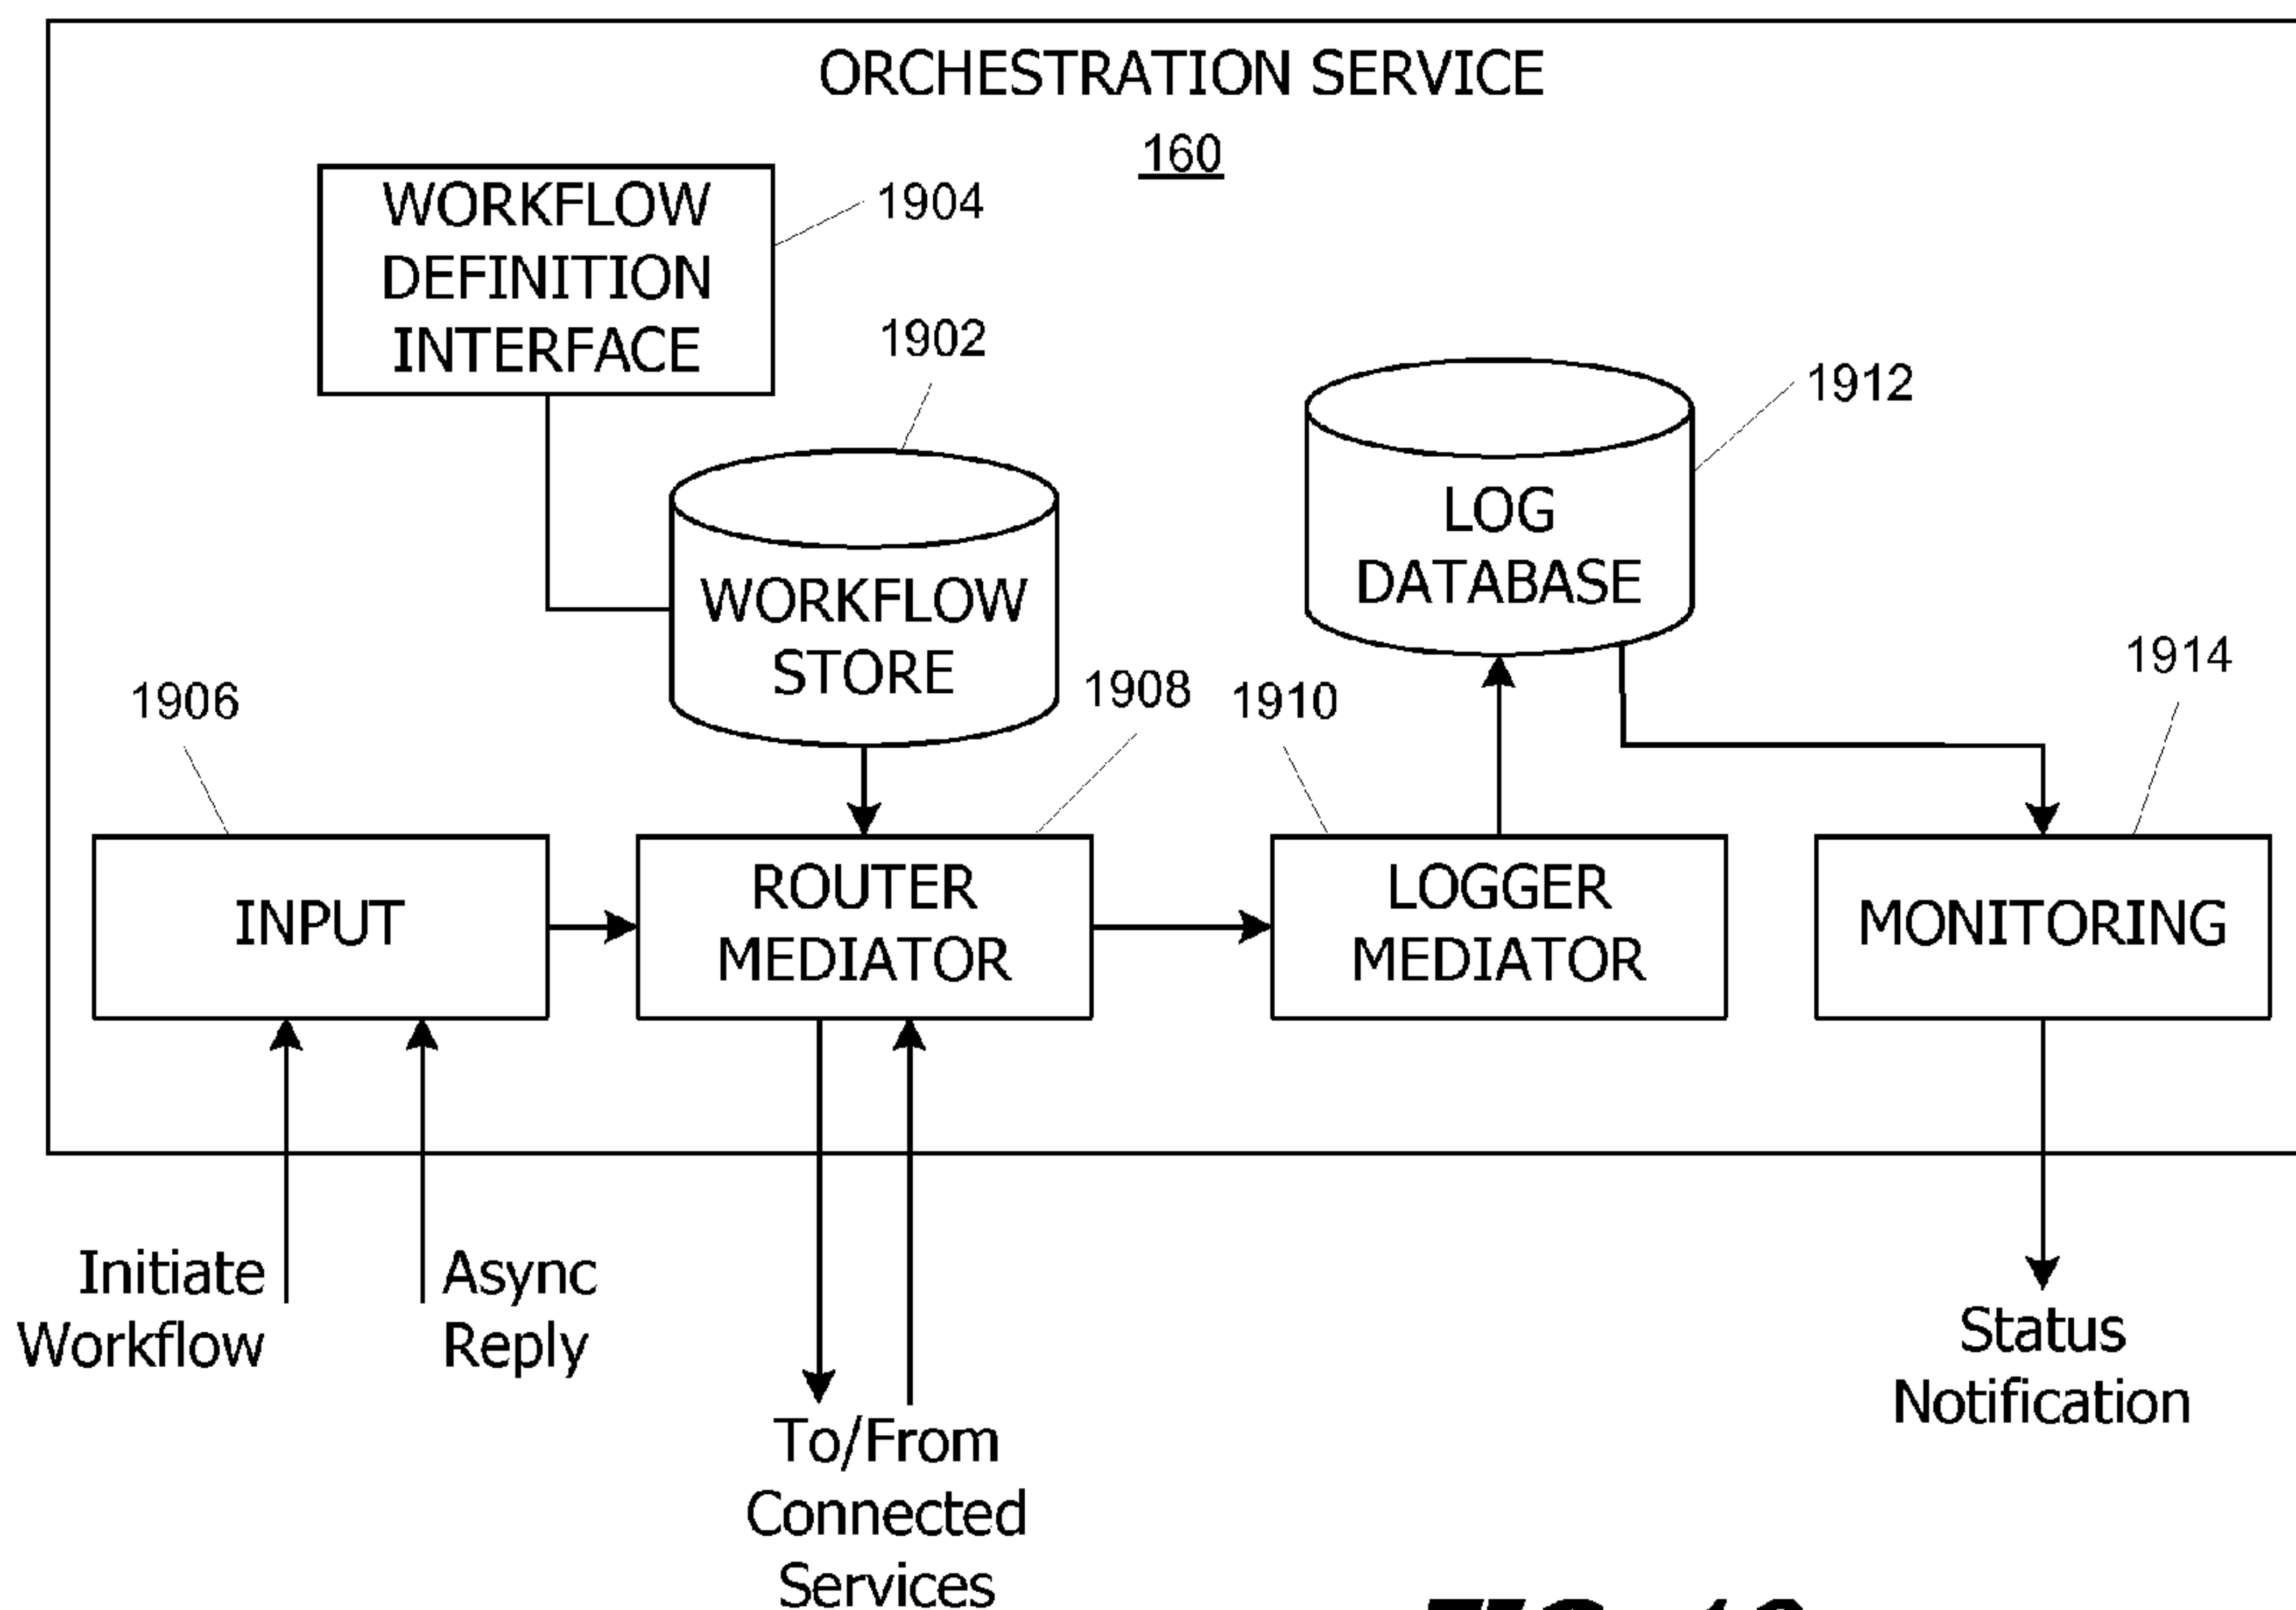 ORCHESTRATION SERVICE
160
WORKFLOW
DEFINITION
INTERFACE
1904
1902
WORKFLOW
STORE
LOG
DATABASE
1912
1906
1908
1910
1914
INPUT
ROUTER
MEDIATOR
LOGGER
MEDIATOR
MONITORING
Initiate
Workflow
Async
Reply
To/From
Connected
Services
Status
Notification